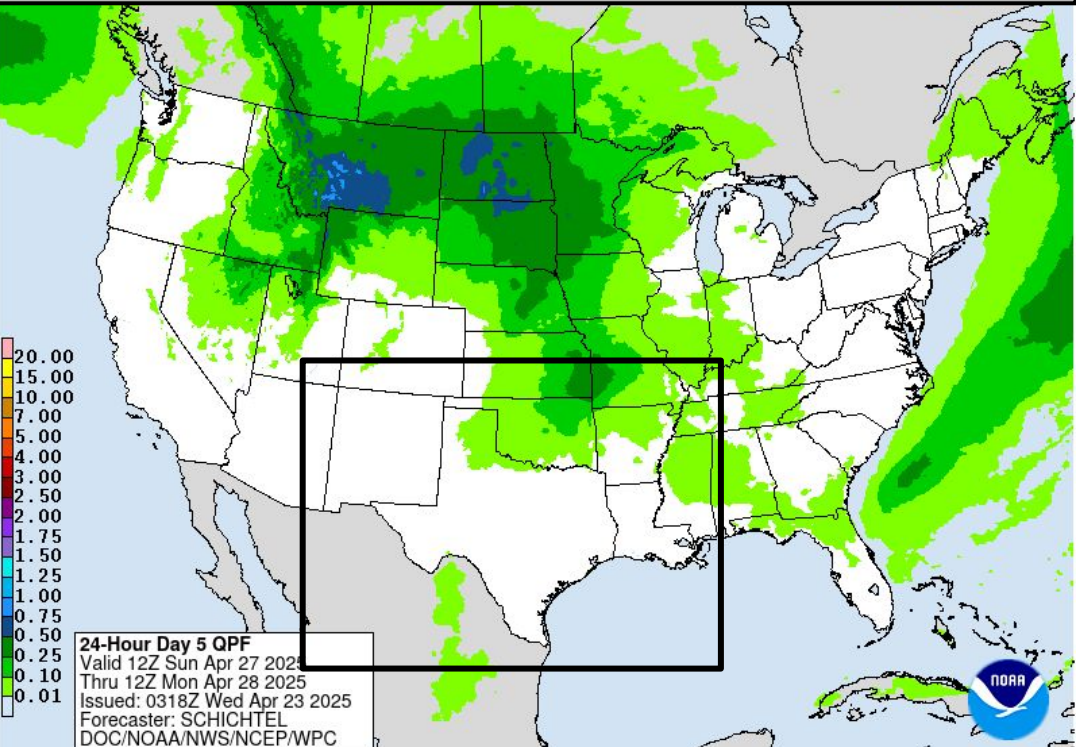 20.00
15.00
10.00
7.00
5.00
4.00
3.00
2.50
2.00
1.75
1.50
1.25
1.00
0.75
0.50
0.25
0.10
0.01
24-Hour Day 5 QPF
Valid 12Z Sun Apr 27 2025
Thru 12Z Mon Apr 28 2025
Issued: 0318Z Wed Apr 23 2025
Forecaster: SCHICHTEL
DOC/NOAA/NWS/NCEP/WPC
NOAA